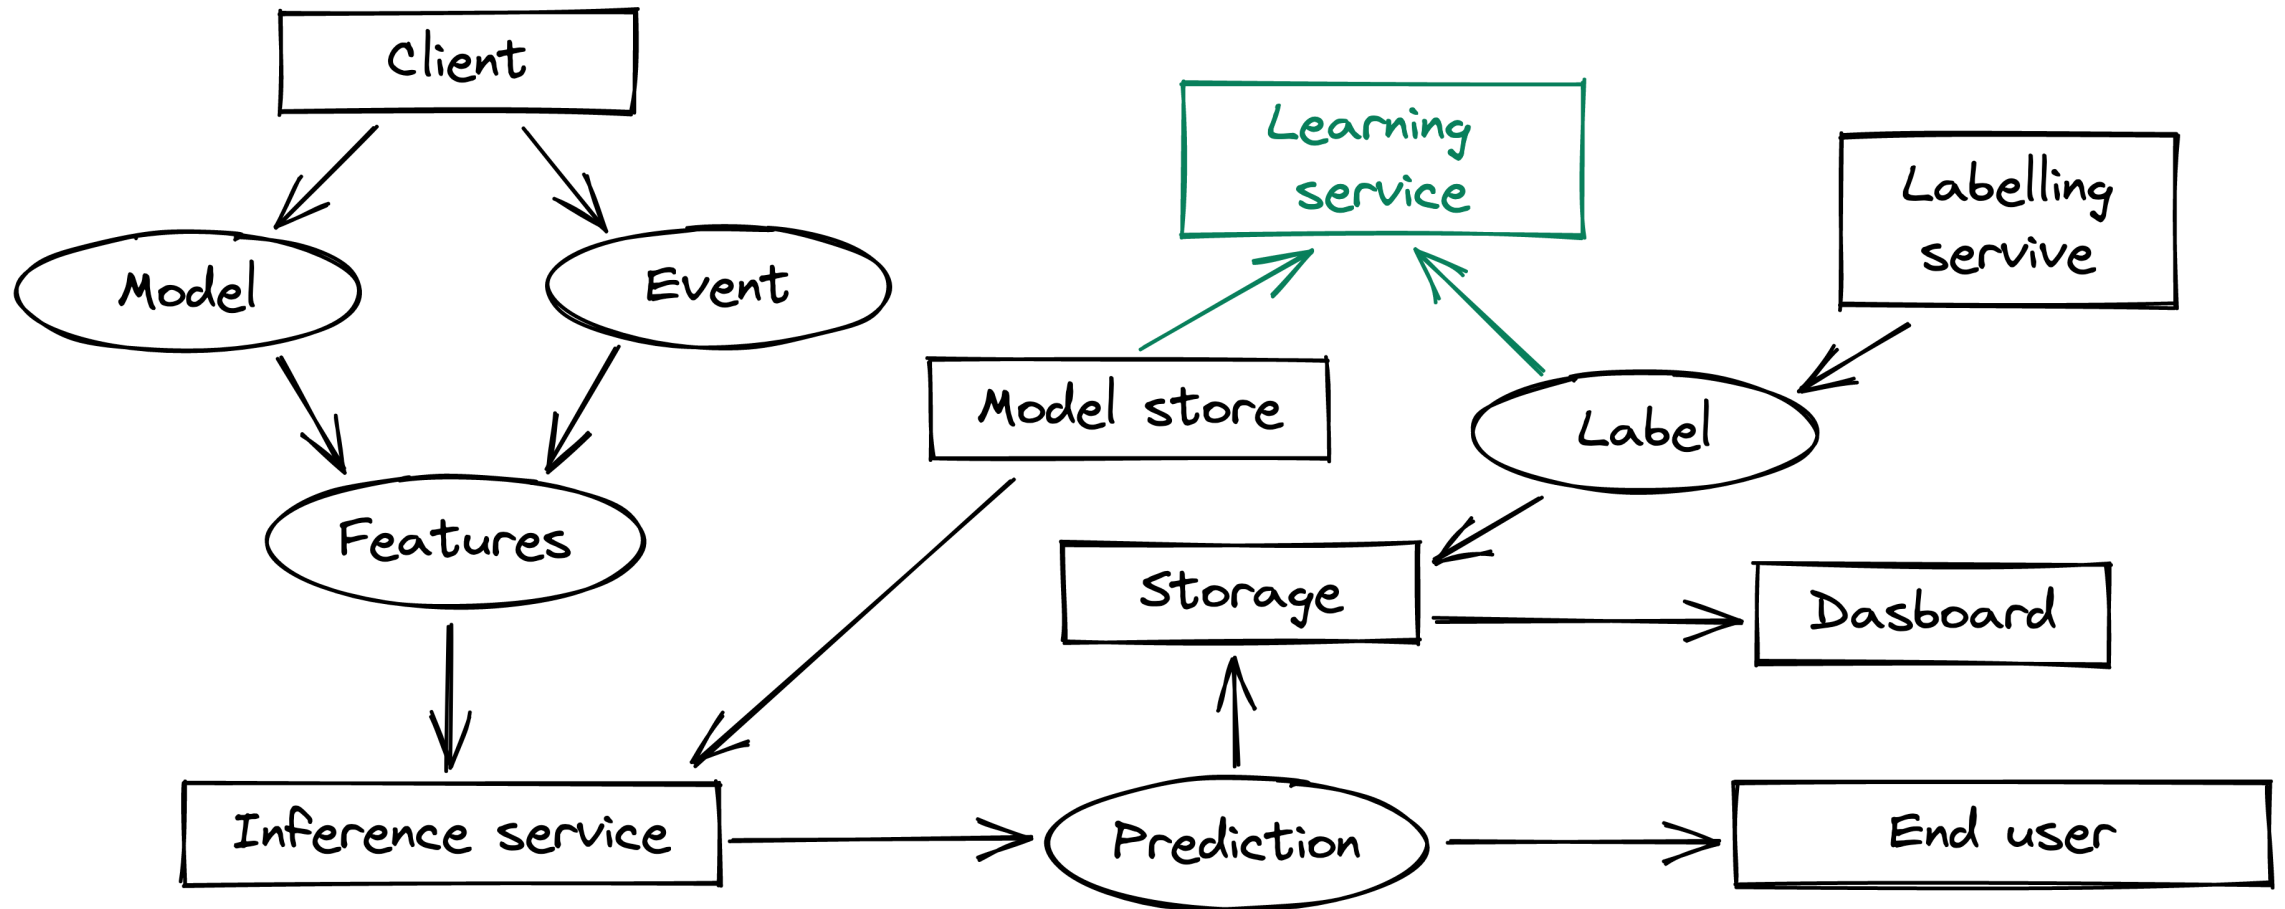 Client
Learning
service
Labelling
servive
Model
Event
Model store
Label
Features
Storage
Dasboard
Inference service
Prediction
End user